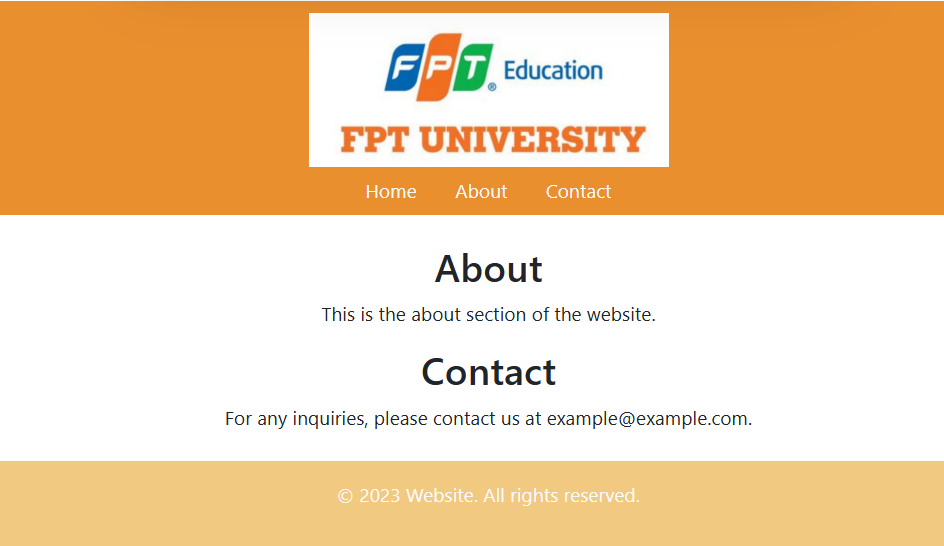 FPT® Education
FPT UNIVERSITY
Home About Contact
About
This is the about section of the website.
Contact
For any inquiries, please contact us at example@example.com.
© 2023 Website. All rights reserved.